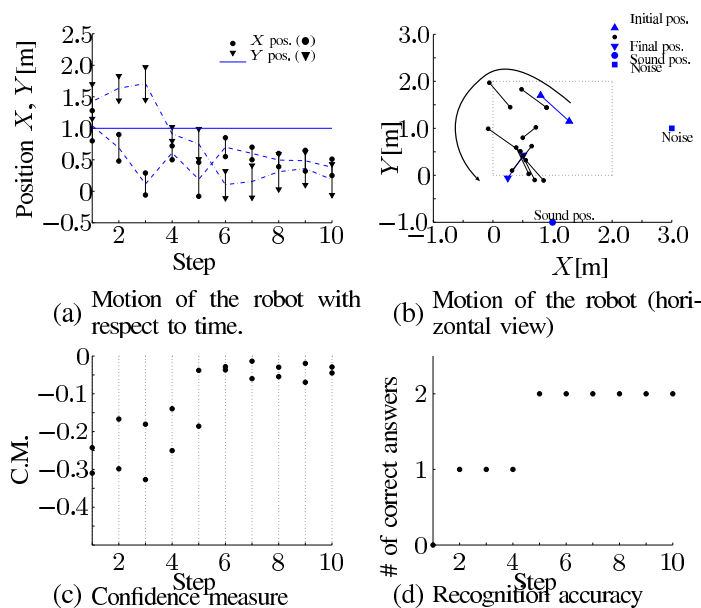 X pos. (●)
Y pos. (▼)
Position X, Y[m]
2.5
2.0
1.5
1.0
0.5
0
−0.5
2 4 6 8 10
Step
(a) Motion of the robot with
respect to time.
Initial pos.
Final pos.
Sound pos.
Noise
Y[m]
3.0
2.0
1.0
0
−1.0
Noise
Sound pos.
−1.0 0 1.0 2.0 3.0
X[m]
(b) Motion of the robot (hori-
zontal view)
C.M.
0
−0.1
−0.2
−0.3
−0.4
2 4 6 8 10
Step
(c) Confidence measure
# of correct answers
2
1
0
2 4 6 8 10
Step
(d) Recognition accuracy